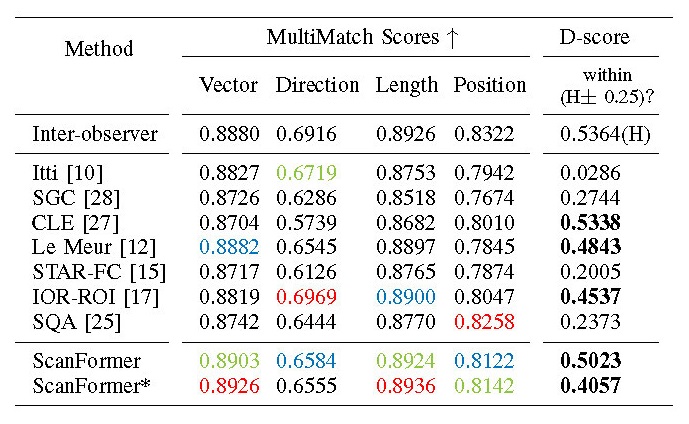 Method MultiMatch Scores ↑ D-score
Vector Direction Length Position within (H± 0.25)?
Inter-observer 0.8880 0.6916 0.8926 0.8322 0.5364(H)
Itti [10] 0.8827 0.6719 0.8753 0.7942 0.0286
SGC [28] 0.8726 0.6286 0.8518 0.7674 0.2744
CLE [27] 0.8704 0.5739 0.8682 0.8010 0.5338
Le Meur [12] 0.8882 0.6545 0.8897 0.7845 0.4843
STAR-FC [15] 0.8717 0.6126 0.8765 0.7874 0.2005
IOR-ROI [17] 0.8819 0.6969 0.8900 0.8047 0.4537
SQA [25] 0.8742 0.6444 0.8770 0.8258 0.2373
ScanFormer 0.8903 0.6584 0.8924 0.8122 0.5023
ScanFormer* 0.8926 0.6555 0.8936 0.8142 0.4057